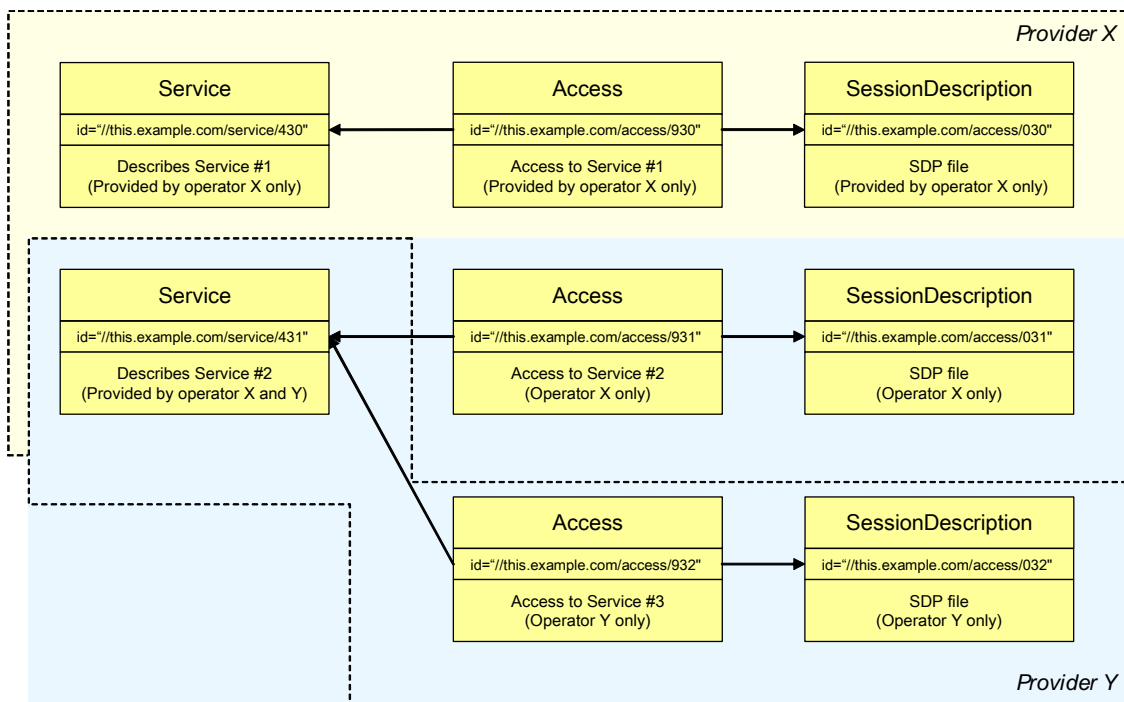 Provider X
Service
id=“//this.example.com/service/430"
Describes Service #1
(Provided by operator X only)
Access
id=“//this.example.com/access/930"
Access to Service #1
(Provided by operator X only)
SessionDescription
id=“//this.example.com/access/030"
SDP file
(Provided by operator X only)
Service
id=“//this.example.com/service/431"
Describes Service #2
(Provided by operator X and Y)
Access
id=“//this.example.com/access/931"
Access to Service #2
(Operator X only)
SessionDescription
id=“//this.example.com/access/031"
SDP file
(Operator X only)
Access
id=“//this.example.com/access/932"
Access to Service #3
(Operator Y only)
SessionDescription
id=“//this.example.com/access/032"
SDP file
(Operator Y only)
Provider Y